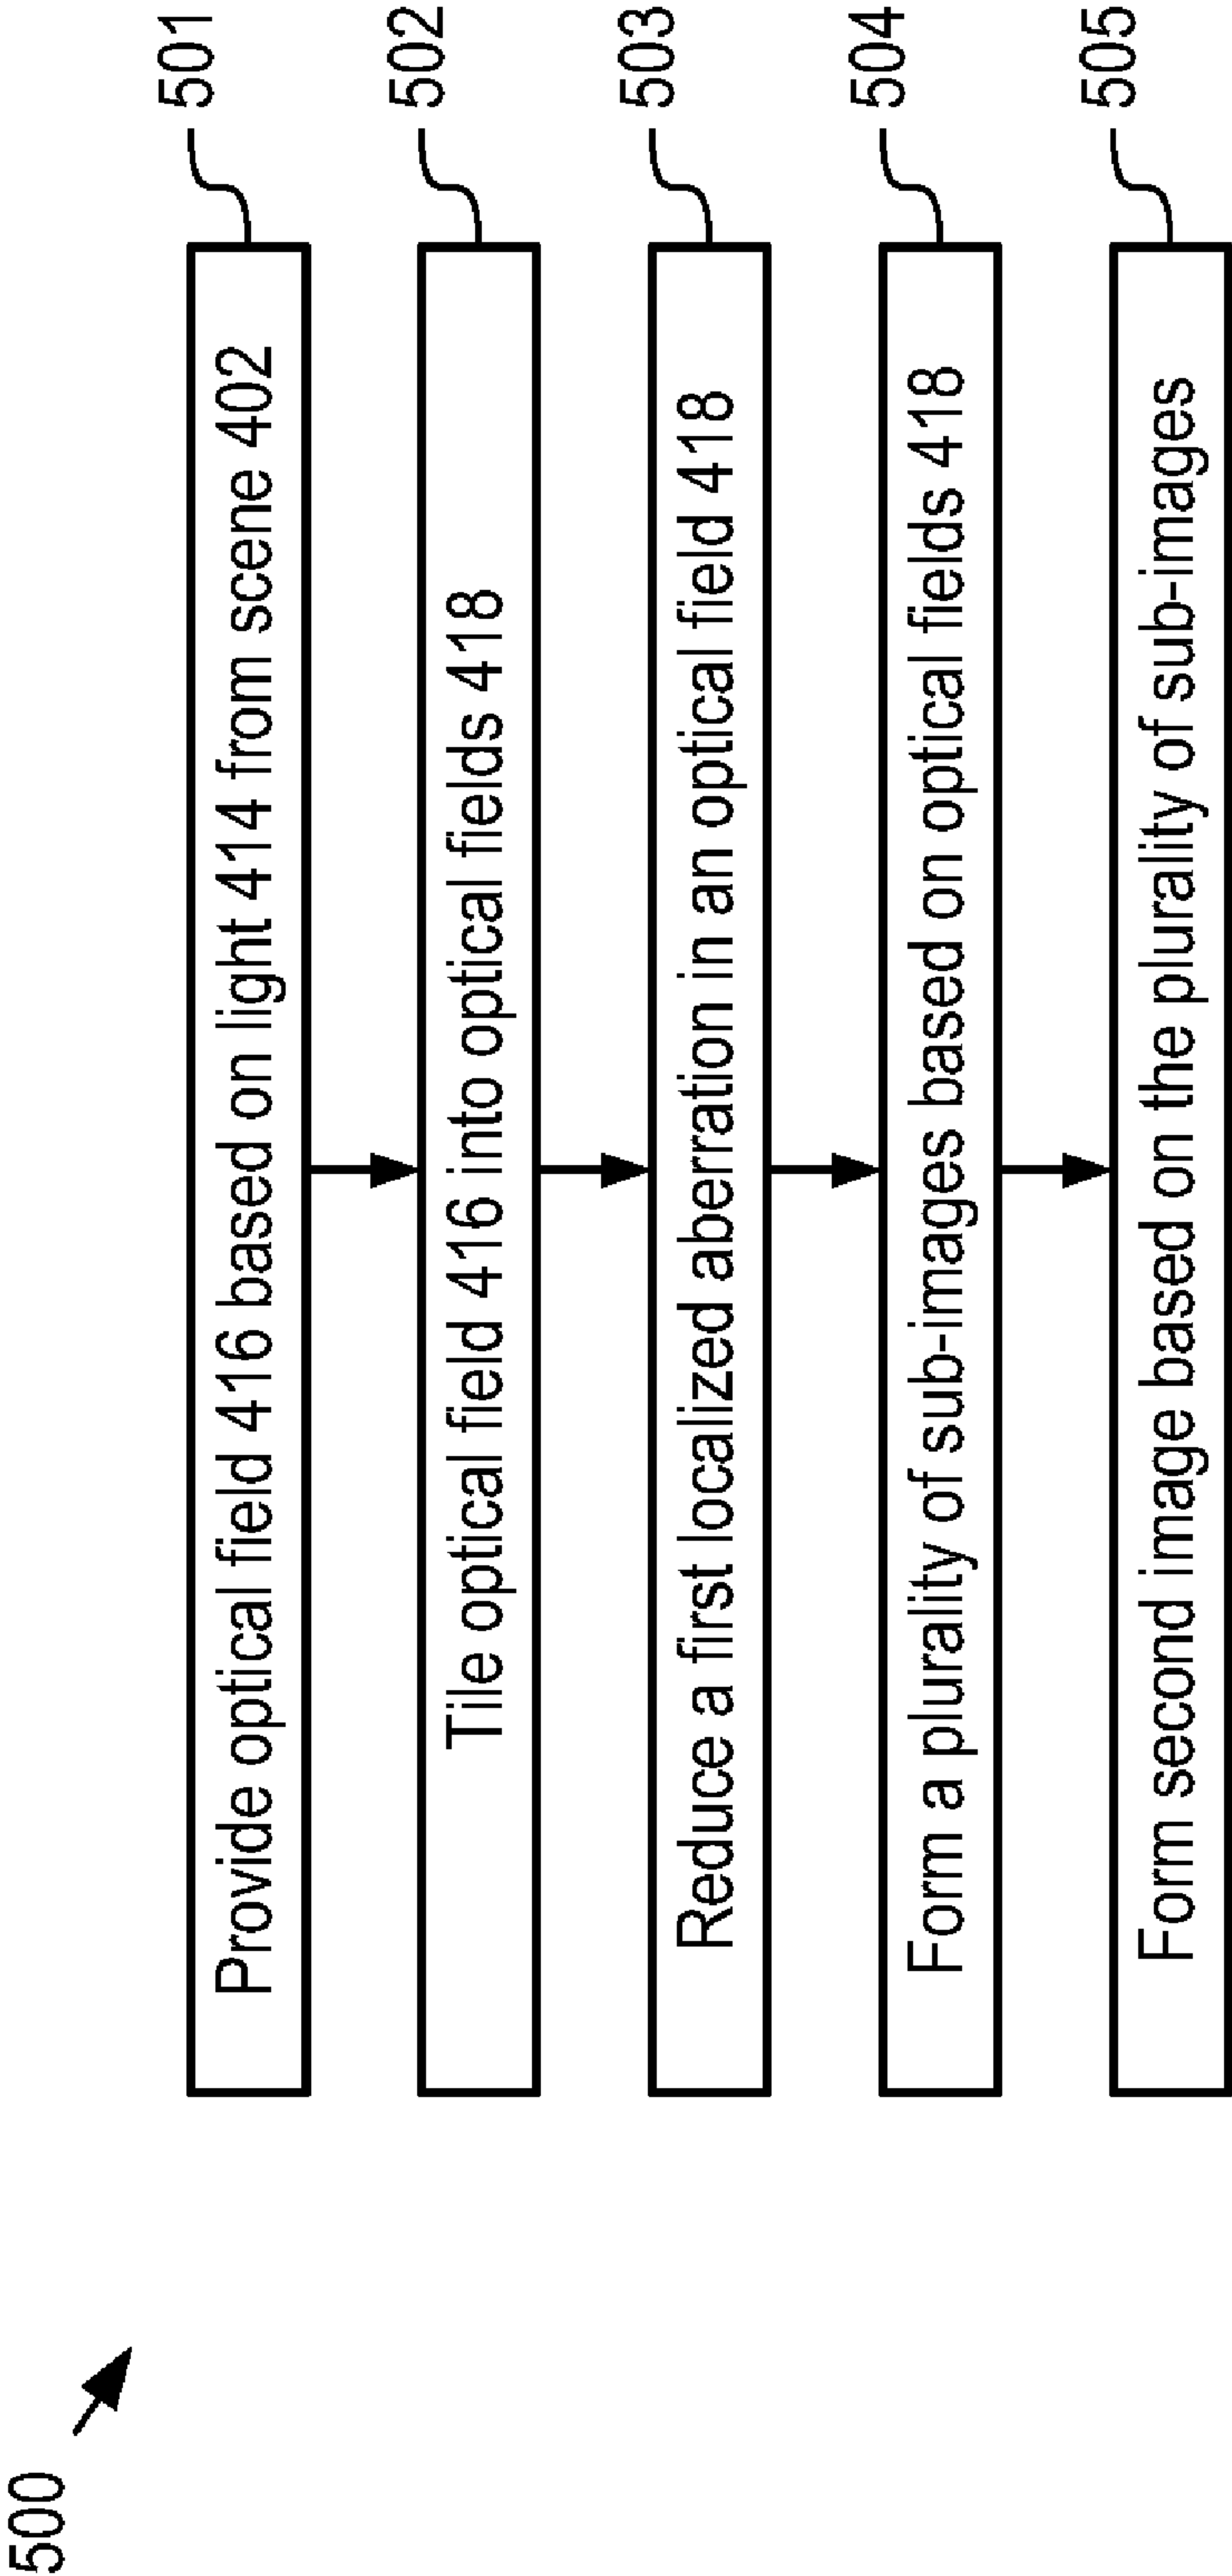 500
Provide optical field 416 based on light 414 from scene 402
501
Tile optical field 416 into optical fields 418
502
Reduce a first localized aberration in an optical field 418
503
Form a plurality of sub-images based on optical fields 418
504
Form second image based on the plurality of sub-images
505